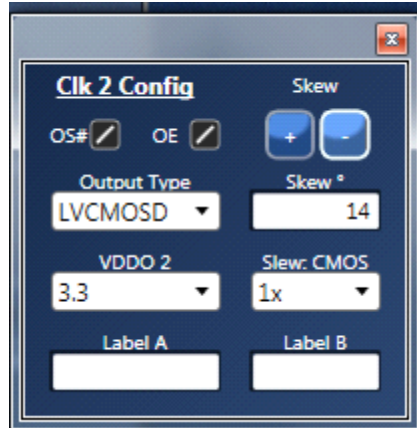 Clk 2 Config Skew
OS# OE + -
Output Type Skew °
LVCMOSD 14
VDDO 2 Slew: CMOS
3.3 1x
Label A Label B